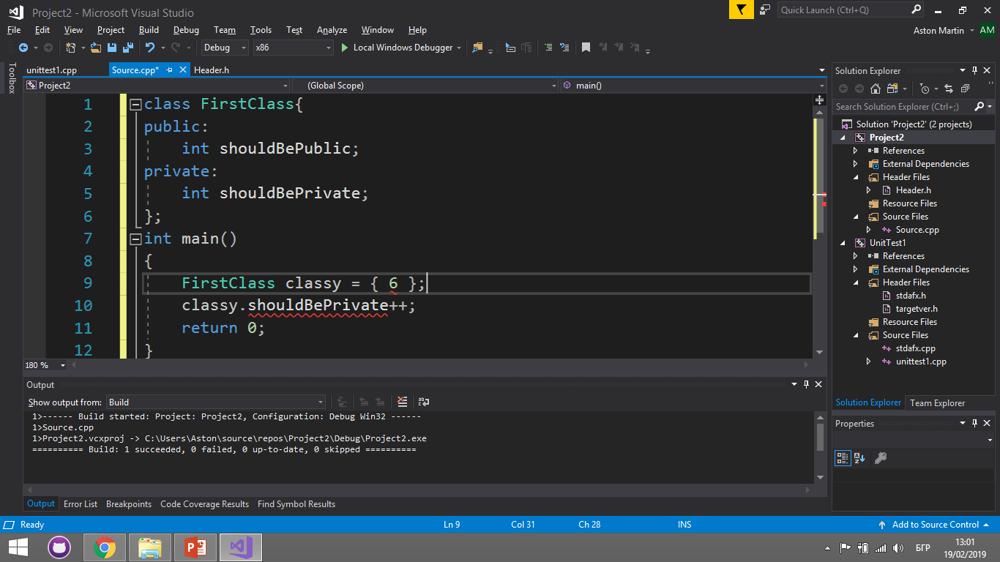 Project2 - Microsoft Visual Studio
Quick Launch (Ctrl+Q)
File Edit View Project Build Debug Team Tools Test Analyze Window Help
Aston Martin AM
Debug x86 Local Windows Debugger
Toolbox
unittest1.cpp Source.cpp* Header.h
Project2 (Global Scope) main()
1 class FirstClass{
2 public:
3 int shouldBePublic;
4 private:
5 int shouldBePrivate;
6 };
7 int main()
8 {
9 FirstClass classy = { 6 };
10 classy.shouldBePrivate++;
11 return 0;
12 }
180 %
Output
Show output from: Build
1>------ Build started: Project: Project2, Configuration: Debug Win32 ------
1>Source.cpp
1>Project2.vcxproj -> C:\Users\Aston\source\repos\Project2\Debug\Project2.exe
========== Build: 1 succeeded, 0 failed, 0 up-to-date, 0 skipped ==========
Output Error List Breakpoints Code Coverage Results Find Symbol Results
Solution Explorer
Search Solution Explorer (Ctrl+;)
Solution 'Project2' (2 projects)
Project2
References
External Dependencies
Header Files
Header.h
Resource Files
Source Files
Source.cpp
UnitTest1
References
External Dependencies
Header Files
stdafx.h
targetver.h
Resource Files
Source Files
stdafx.cpp
unittest1.cpp
Solution Explorer Team Explorer
Properties
Ready Ln 9 Col 31 Ch 28 INS Add to Source Control
БГР 13:01
19/02/2019